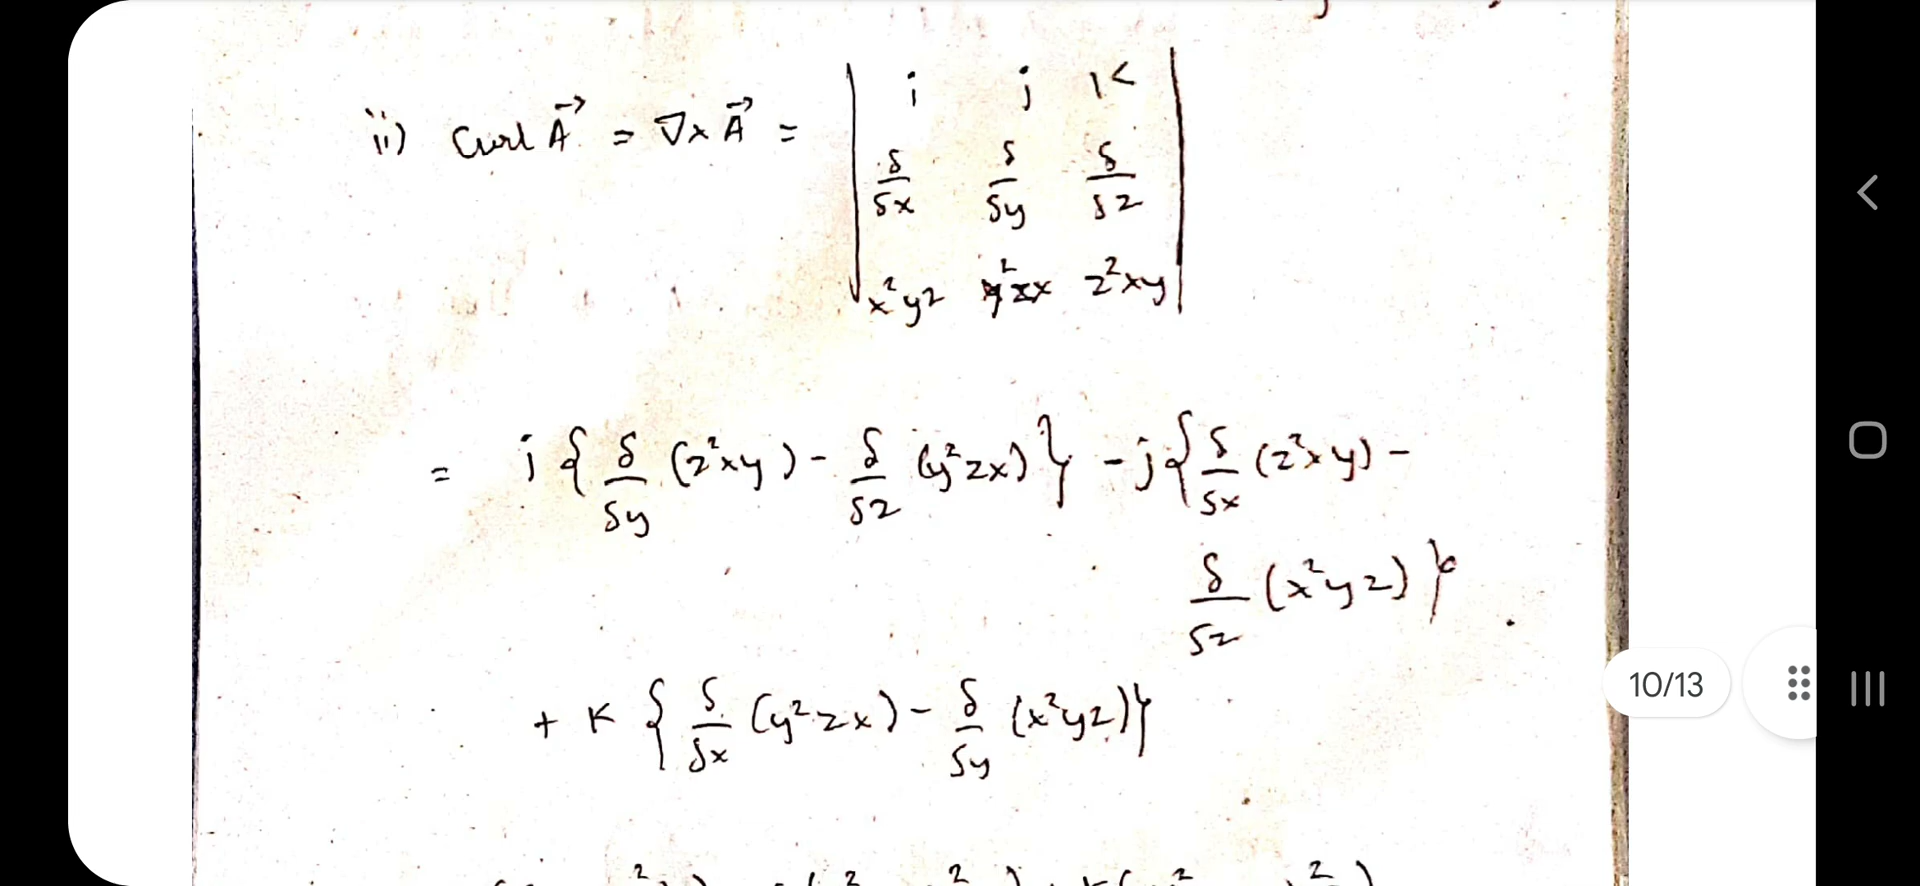 ii) Curl A⃗ = ∇x A⃗ = | i j K |
| δ/δx δ/δy δ/δz |
| x²yz y²zx z²xy |
= i { δ/δy (z²xy) - δ/δz (y²zx) } - j { δ/δx (z²xy) -
δ/δz (x²yz) }
10/13
+ K { δ/δx (y²zx) - δ/δy (x²yz) }